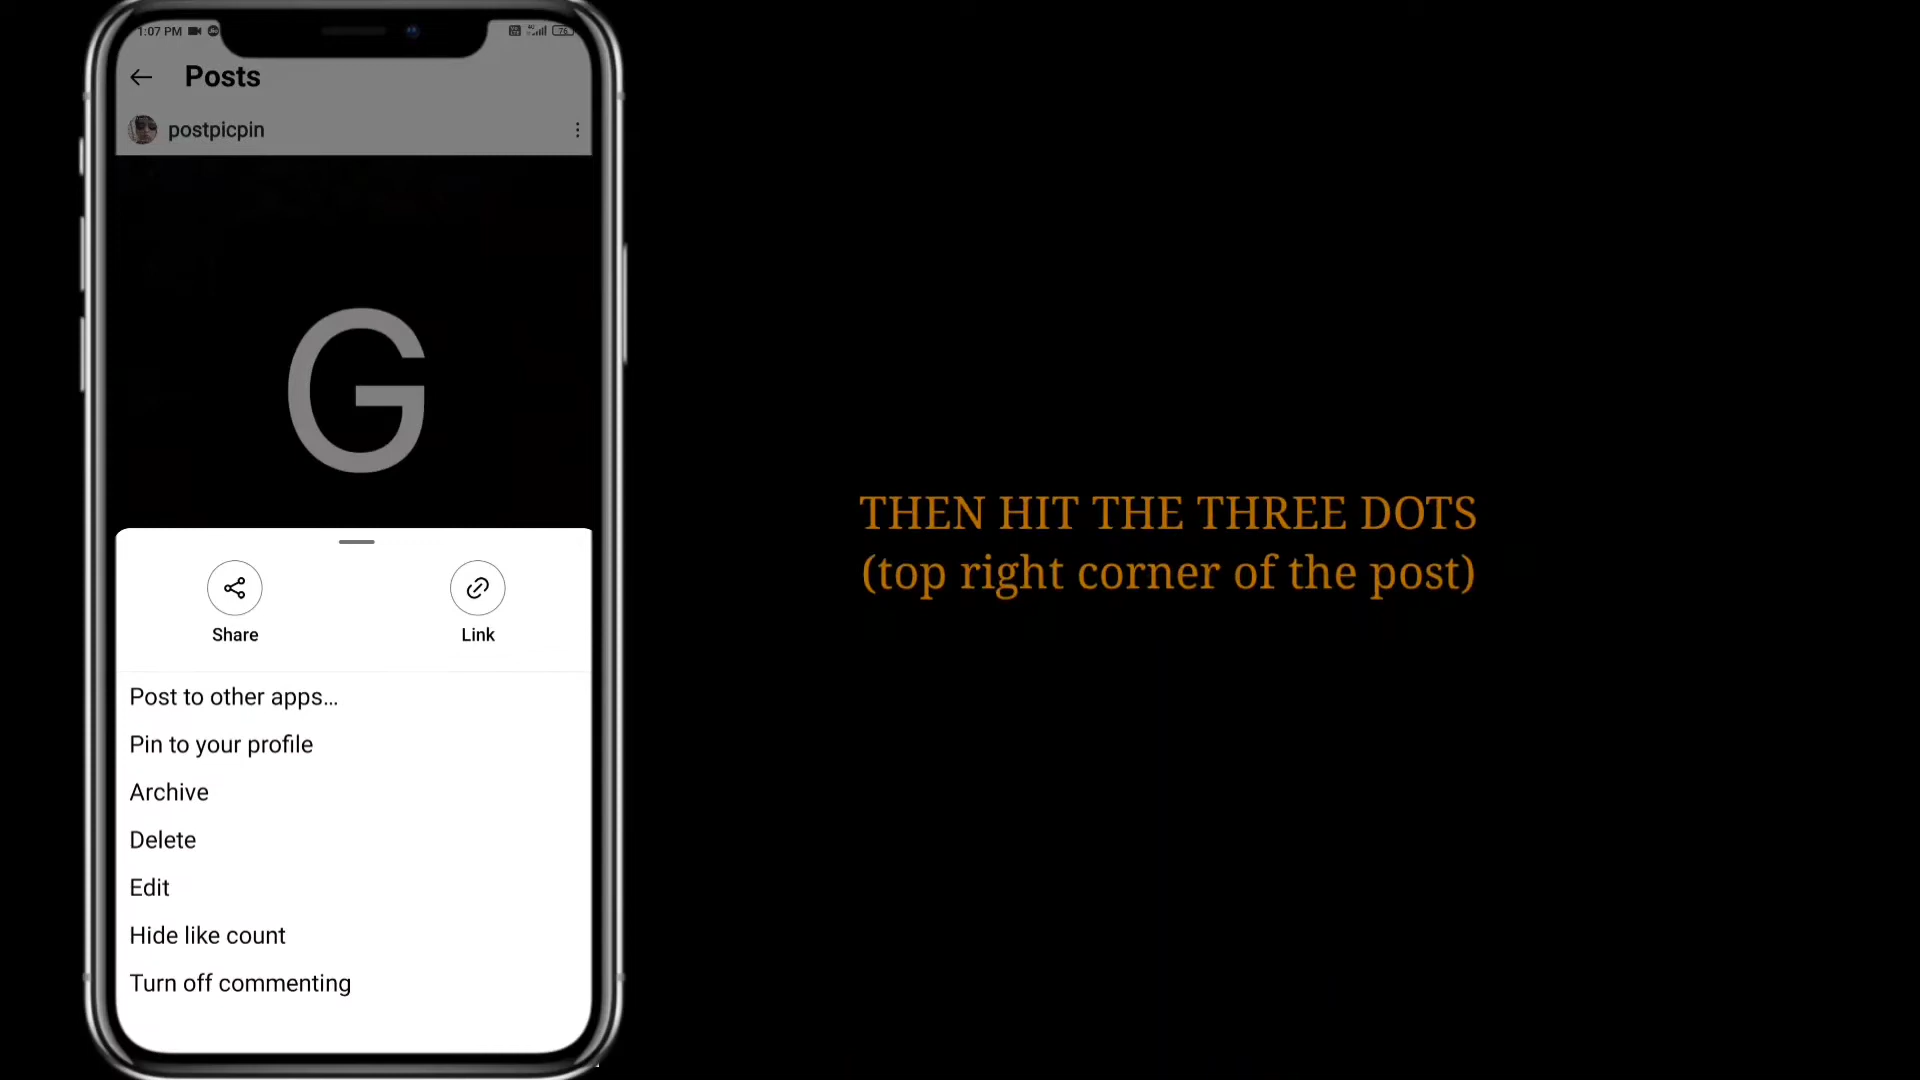 1:07 PM
76
Posts
postpicpin
G
Share
Link
Post to other apps...
Pin to your profile
Archive
Delete
Edit
Hide like count
Turn off commenting
THEN HIT THE THREE DOTS
(top right corner of the post)